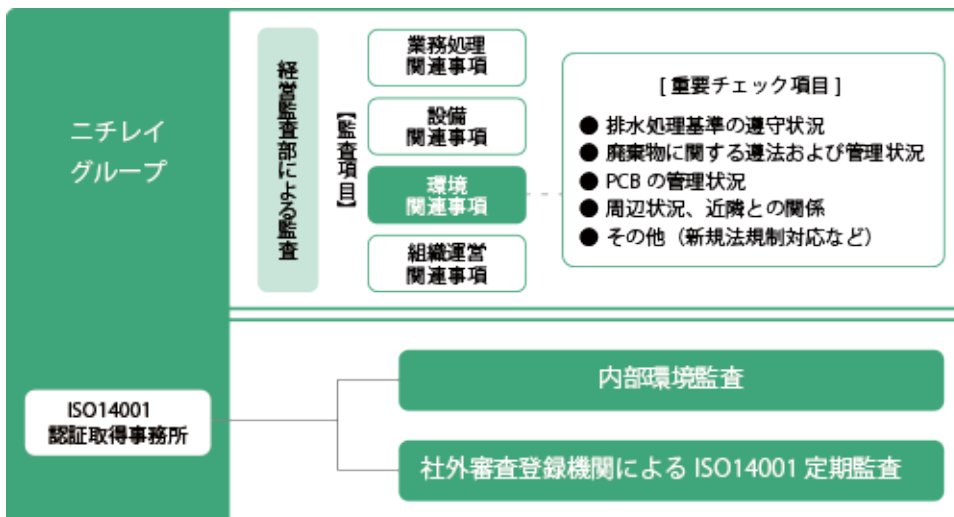 ニチレイ
グループ
経営監査部による監査
【監査項目】
業務処理
関連事項
設備
関連事項
環境
関連事項
組織運営
関連事項
[ 重要チェック項目 ]
● 排水処理基準の遵守状況
● 廃棄物に関する遵法および管理状況
● PCB の管理状況
● 周辺状況、近隣との関係
● その他（新規法規制対応など）
ISO14001
認証取得事務所
内部環境監査
社外審査登録機関による ISO14001 定期監査